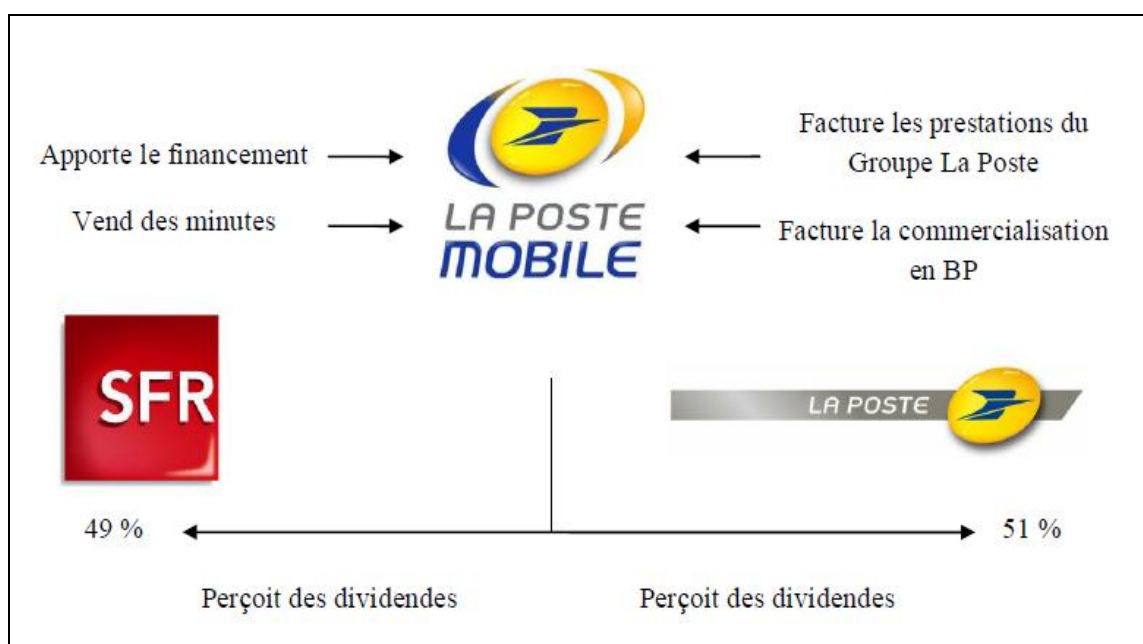 Apporte le financement
Vend des minutes
LA POSTE
MOBILE
Facture les prestations du
Groupe La Poste
Facture la commercialisation
en BP
SFR
LA POSTE
49 %
51 %
Perçoit des dividendes
Perçoit des dividendes